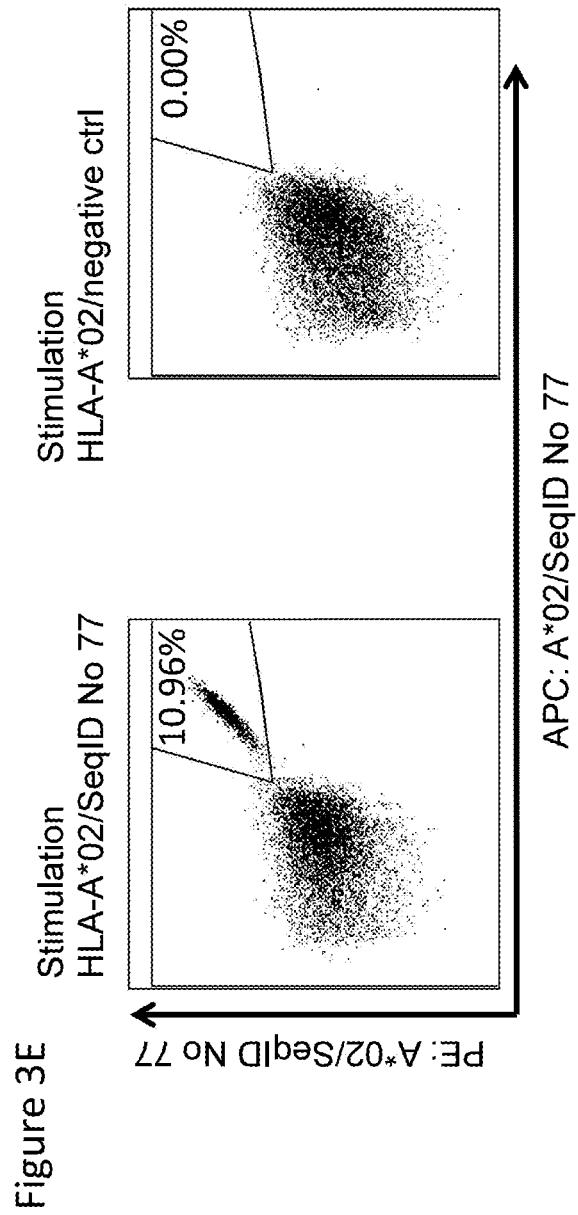 Figure 3E
Stimulation
HLA-A*02/SeqID No 77
Stimulation
HLA-A*02/negative ctrl
10.96%
0.00%
PE: A*02/SeqID No 77
APC: A*02/SeqID No 77